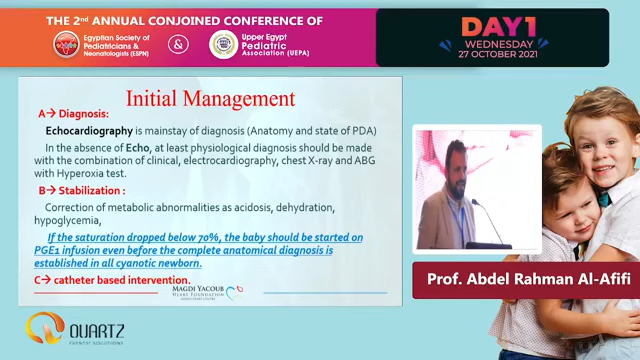 THE 2nd ANNUAL CONJOINED CONFERENCE OF
Egyptian Society of
Pediatricians &
Neonatologists (ESPN)
&
Upper Egypt
Pediatric
Association (UEPA)
DAY1
WEDNESDAY
27 OCTOBER 2021
Initial Management
A→ Diagnosis:
Echocardiography is mainstay of diagnosis (Anatomy and state of PDA)
In the absence of Echo, at least physiological diagnosis should be made
with the combination of clinical, electrocardiography, chest X-ray and ABG
with Hyperoxia test.
B→ Stabilization :
Correction of metabolic abnormalities as acidosis, dehydration,
hypoglycemia,
If the saturation dropped below 70%, the baby should be started on
PGE1 infusion even before the complete anatomical diagnosis is
established in all cyanotic newborn.
C→ catheter based intervention.
MAGDI YACOUB
HEART FOUNDATION
Prof. Abdel Rahman Al-Afifi
QUARTZ